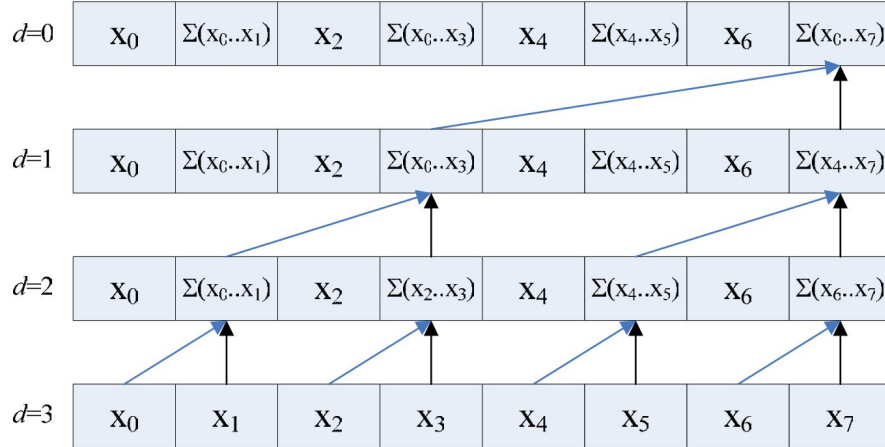 d=0 x₀ Σ(x₀..x₁) x₂ Σ(x₀..x₃) x₄ Σ(x₄..x₅) x₆ Σ(x₀..x₇)
d=1 x₀ Σ(x₀..x₁) x₂ Σ(x₀..x₃) x₄ Σ(x₄..x₅) x₆ Σ(x₄..x₇)
d=2 x₀ Σ(x₀..x₁) x₂ Σ(x₂..x₃) x₄ Σ(x₄..x₅) x₆ Σ(x₆..x₇)
d=3 x₀ x₁ x₂ x₃ x₄ x₅ x₆ x₇